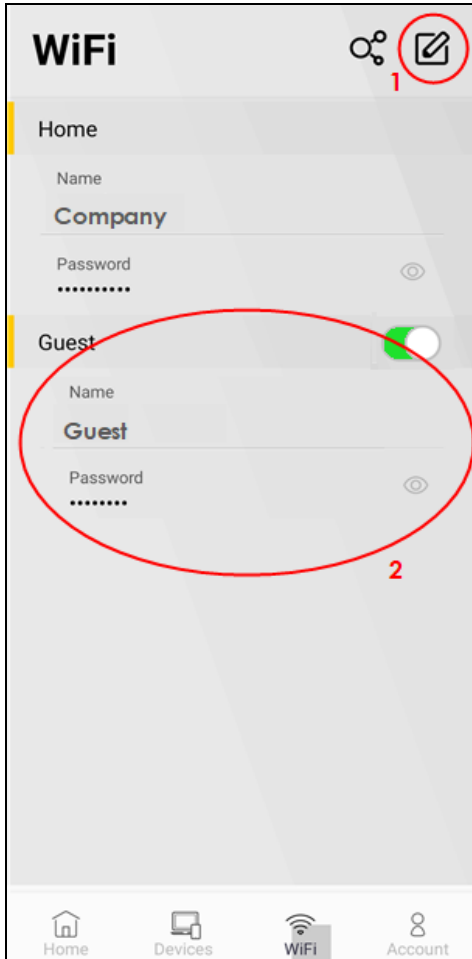 WiFi
1
Home
Name
Company
Password
••••••••••
Guest
Name
Guest
Password
••••••••
2
Home Devices WiFi Account